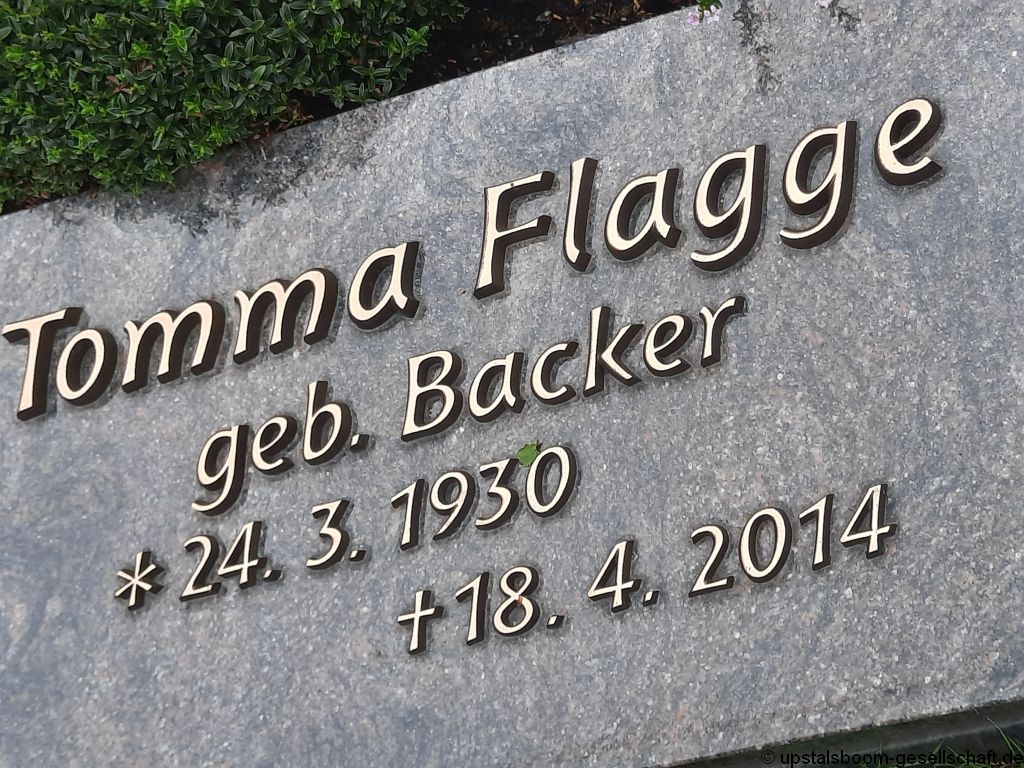 Tomma Flagge
geb. Backer
* 24. 3. 1930
† 18. 4. 2014
© upstalsboom-gesellschaft.de